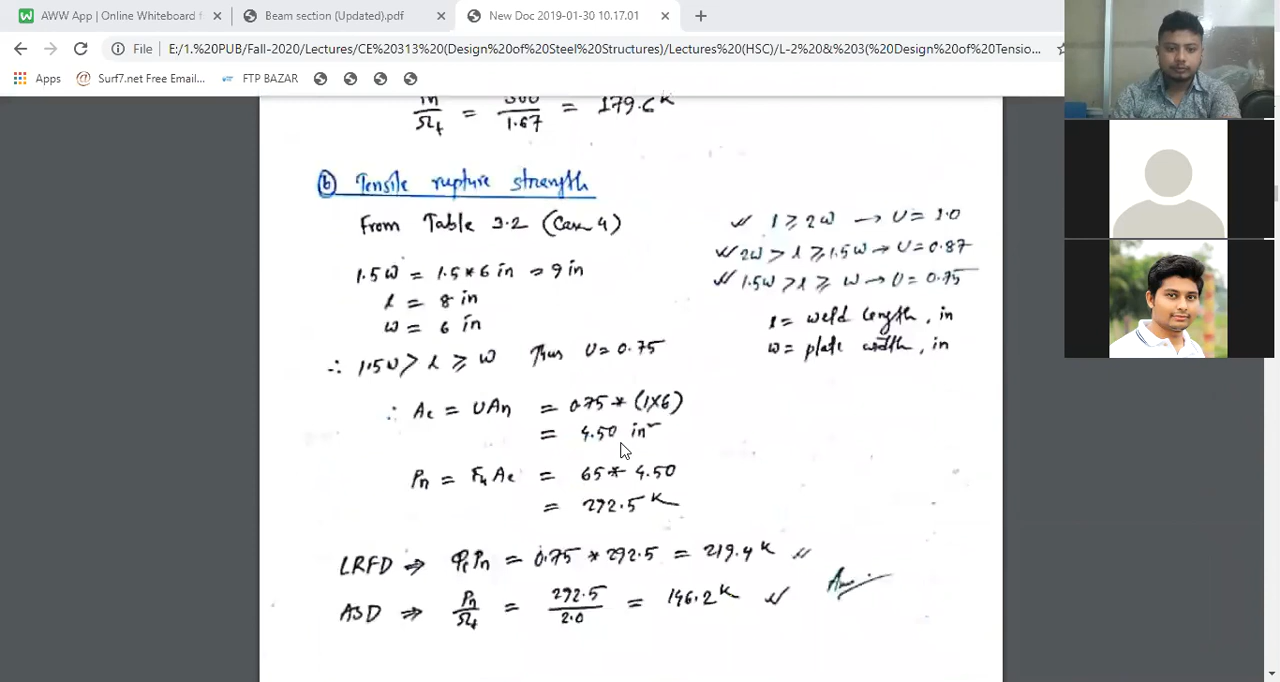 AWW App | Online Whiteboard f
Beam section (Updated).pdf
New Doc 2019-01-30 10.17.01
File | E:/1.%20PUB/Fall-2020/Lectures/CE%20313%20(Design%20of%20Steel%20Structures)/Lectures%20(HSC)/L-2%20&%203(%20Design%20of%20Tensio...
Apps Surf7.net Free Email... FTP BAZAR
Pn/Ωt = 300/1.67 = 179.6 K
ⓑ Tensile rupture strength
From Table 3.2 (Case 4)
1.5W = 1.5*6 in ⇒ 9 in
l = 8 in
W = 6 in
∴ 1.5W > l ≥ W Thus U = 0.75
l ≥ 2W → U = 1.0
2W > l ≥ 1.5W → U = 0.87
1.5W > l ≥ W → U = 0.75
l = weld length, in
W = plate width, in
∴ Ae = UAn = 0.75 * (1X6)
= 4.50 in²
Pn = Fu Ae = 65 * 4.50
= 292.5 K
LRFD ⇒ φt Pn = 0.75 * 292.5 = 219.4 K
ASD ⇒ Pn/Ωt = 292.5/2.0 = 146.2 K
Ans